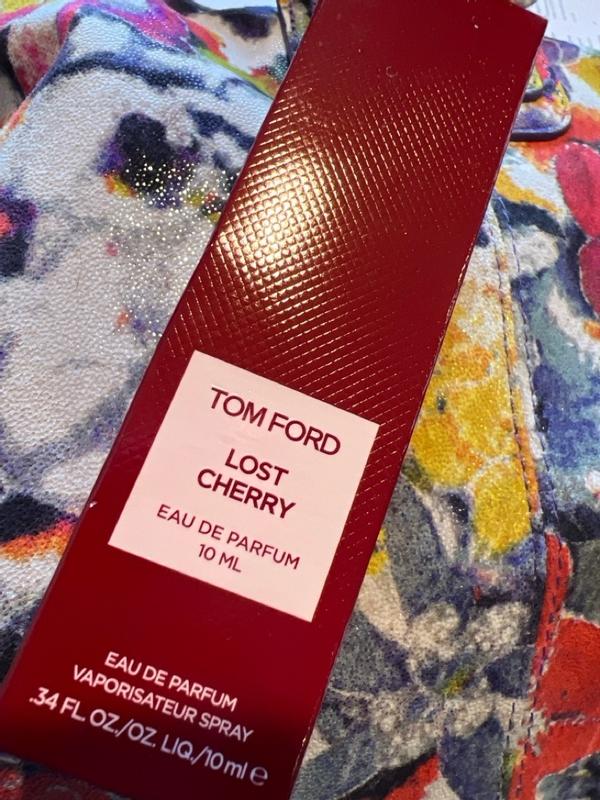 TOM FORD
LOST
CHERRY
EAU DE PARFUM
10 ML
EAU DE PARFUM
VAPORISATEUR SPRAY
.34 FL. OZ./OZ. LIQ./10 ml ℮